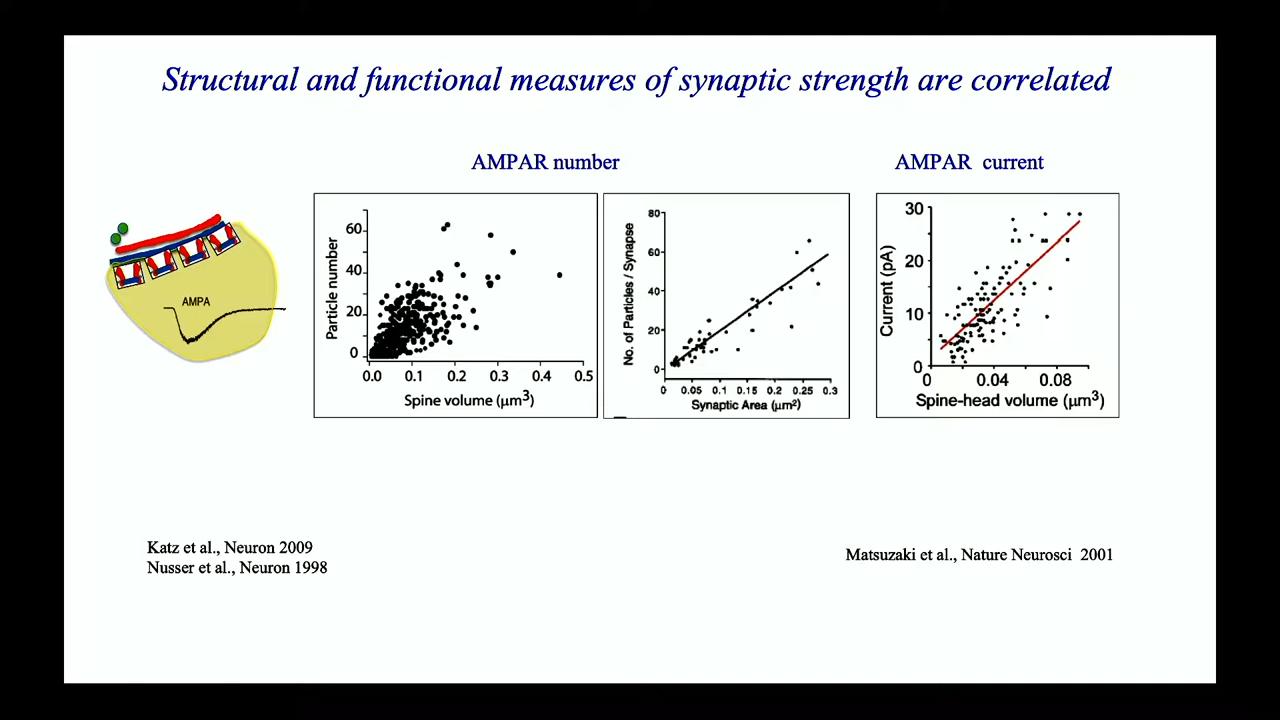 Structural and functional measures of synaptic strength are correlated
AMPAR number
AMPAR current
AMPA
Particle number
60
40
20
0
0.0 0.1 0.2 0.3 0.4 0.5
Spine volume (µm³)
No. of Particles / Synapse
80
60
40
20
0
0 0.05 0.1 0.15 0.2 0.25 0.3
Synaptic Area (µm²)
Current (pA)
30
20
10
0
0 0.04 0.08
Spine-head volume (µm³)
Katz et al., Neuron 2009
Nusser et al., Neuron 1998
Matsuzaki et al., Nature Neurosci 2001